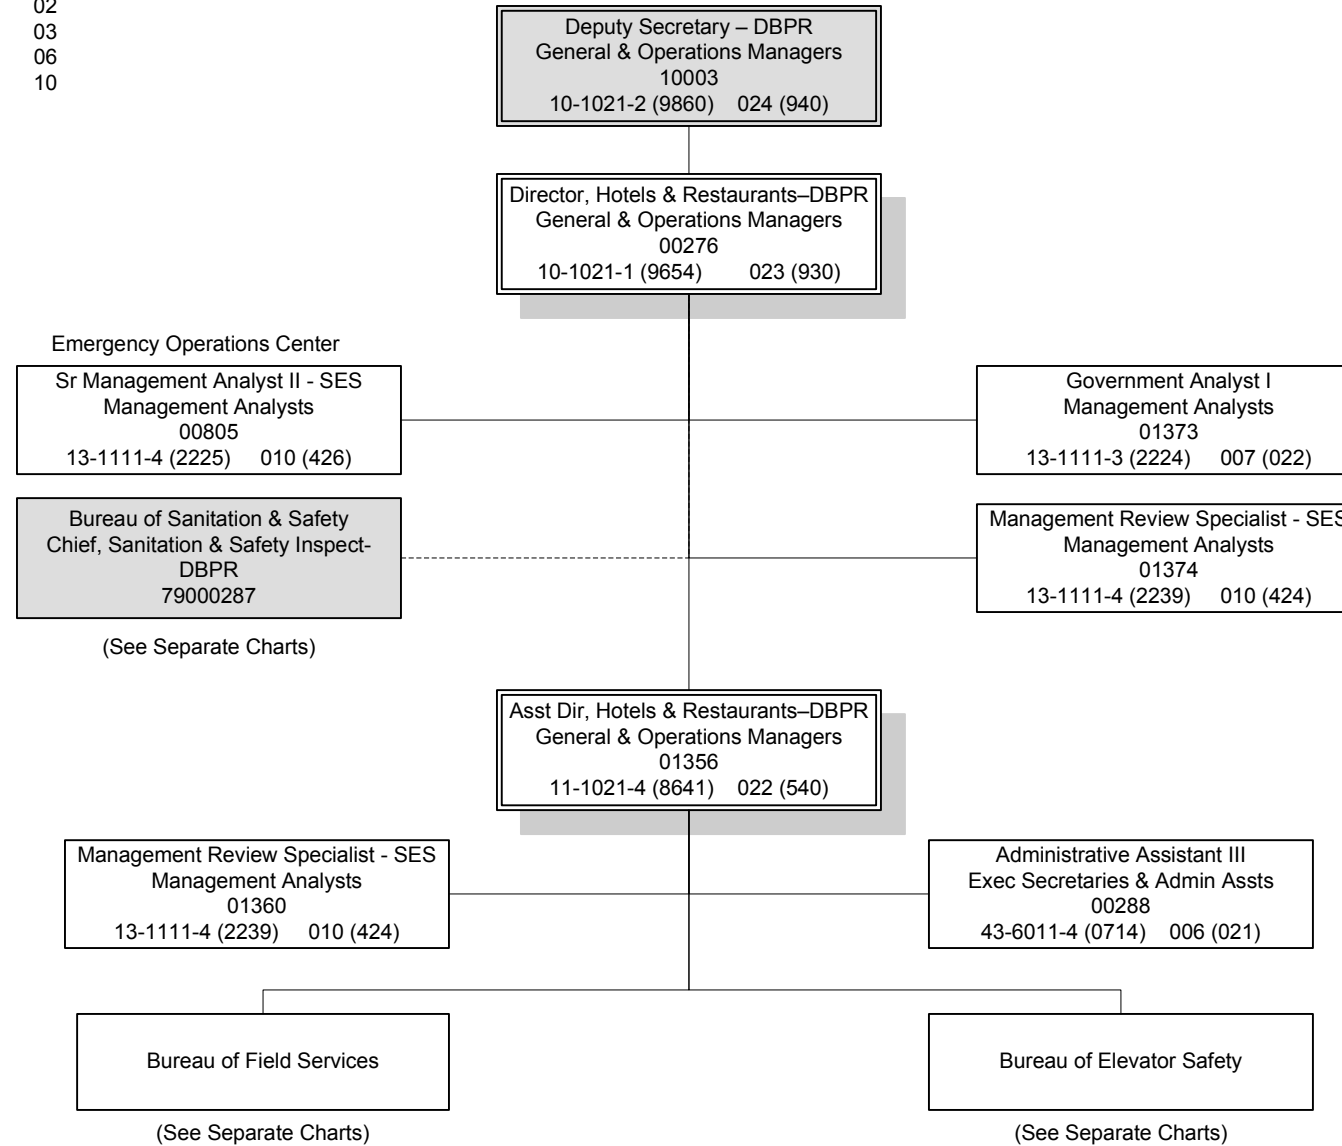 02
03
06
10
Deputy Secretary – DBPR
General & Operations Managers
10003
10-1021-2 (9860) 024 (940)
Director, Hotels & Restaurants–DBPR
General & Operations Managers
00276
10-1021-1 (9654) 023 (930)
Emergency Operations Center
Sr Management Analyst II - SES
Management Analysts
00805
13-1111-4 (2225) 010 (426)
Government Analyst I
Management Analysts
01373
13-1111-3 (2224) 007 (022)
Bureau of Sanitation & Safety
Chief, Sanitation & Safety Inspect-
DBPR
79000287
(See Separate Charts)
Management Review Specialist - SES
Management Analysts
01374
13-1111-4 (2239) 010 (424)
Asst Dir, Hotels & Restaurants–DBPR
General & Operations Managers
01356
11-1021-4 (8641) 022 (540)
Management Review Specialist - SES
Management Analysts
01360
13-1111-4 (2239) 010 (424)
Administrative Assistant III
Exec Secretaries & Admin Assts
00288
43-6011-4 (0714) 006 (021)
Bureau of Field Services
(See Separate Charts)
Bureau of Elevator Safety
(See Separate Charts)